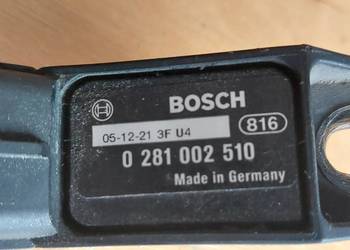 BOSCH
05-12-21 3F U4
816
0 281 002 510
Made in Germany